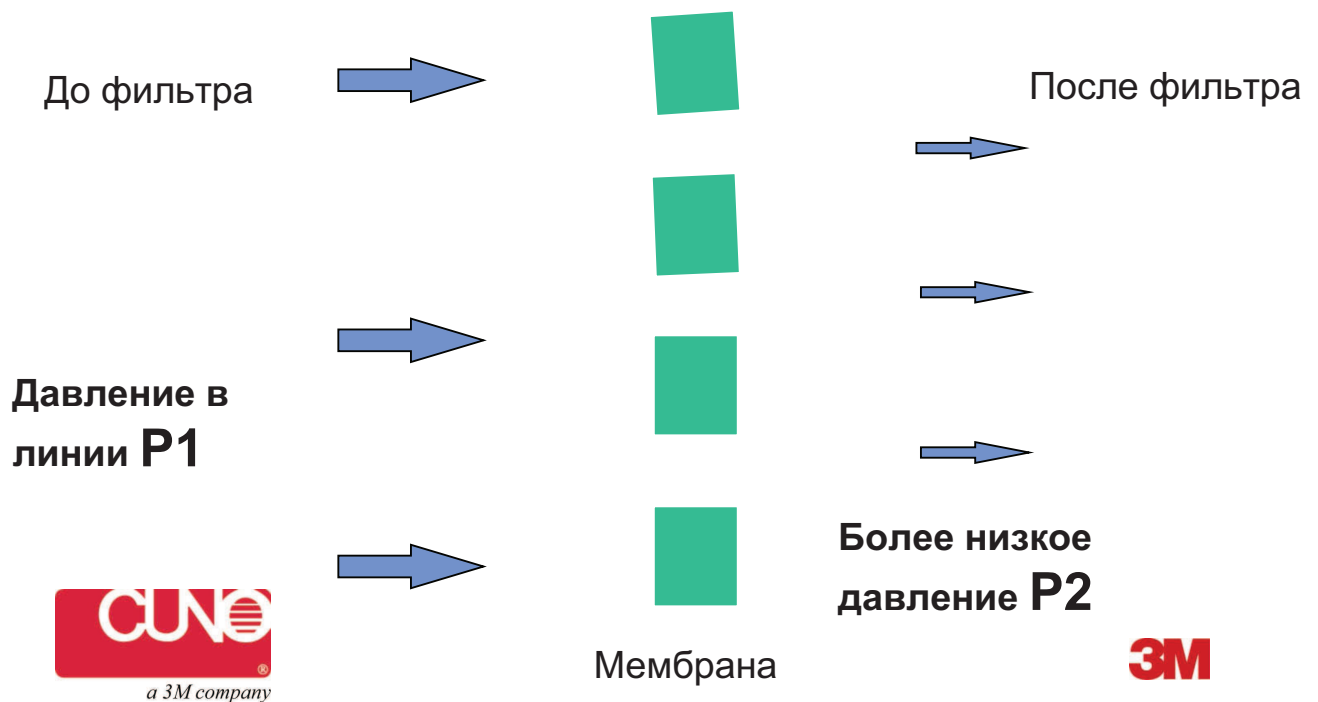 До фильтра
После фильтра
Давление в
линии P1
Более низкое
давление P2
Мембрана
CUNO
®
a 3M company
3M